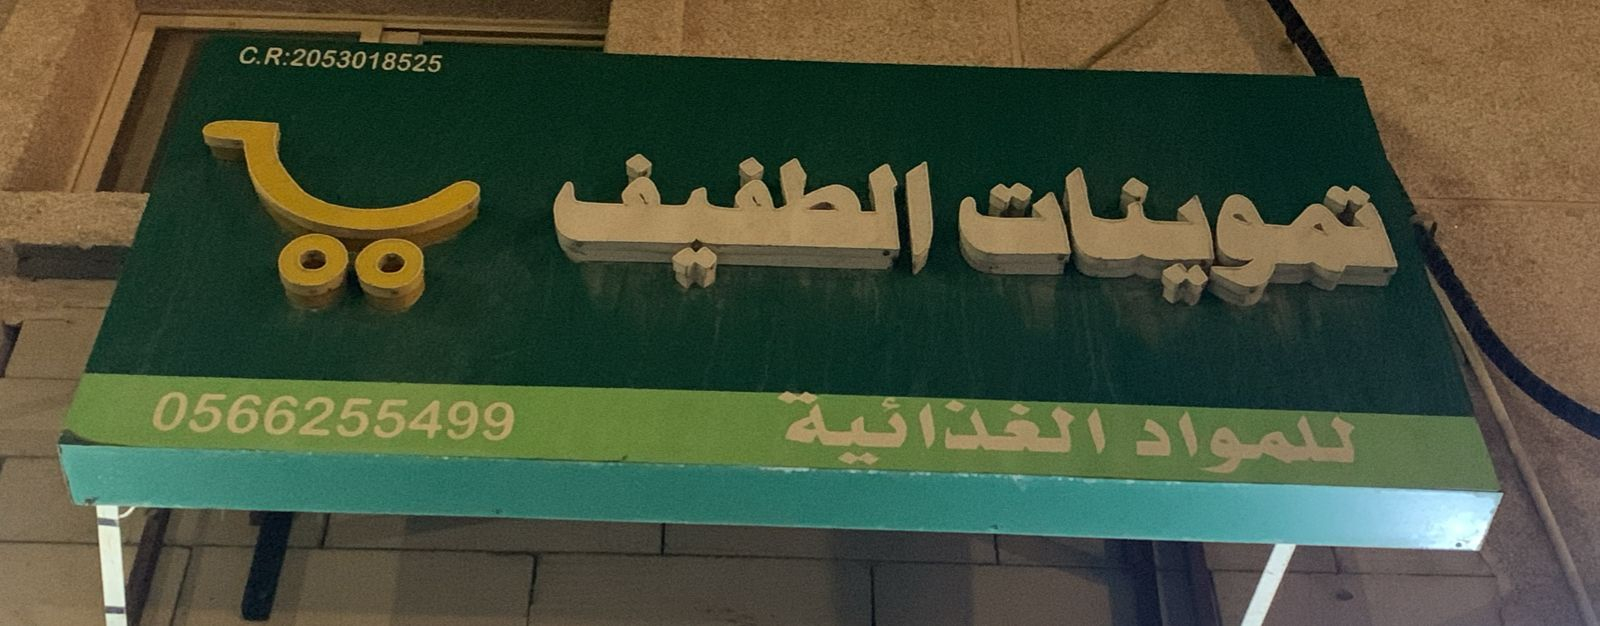 C.R:2053018525
تموينات الطفيف
للمواد الغذائية
0566255499